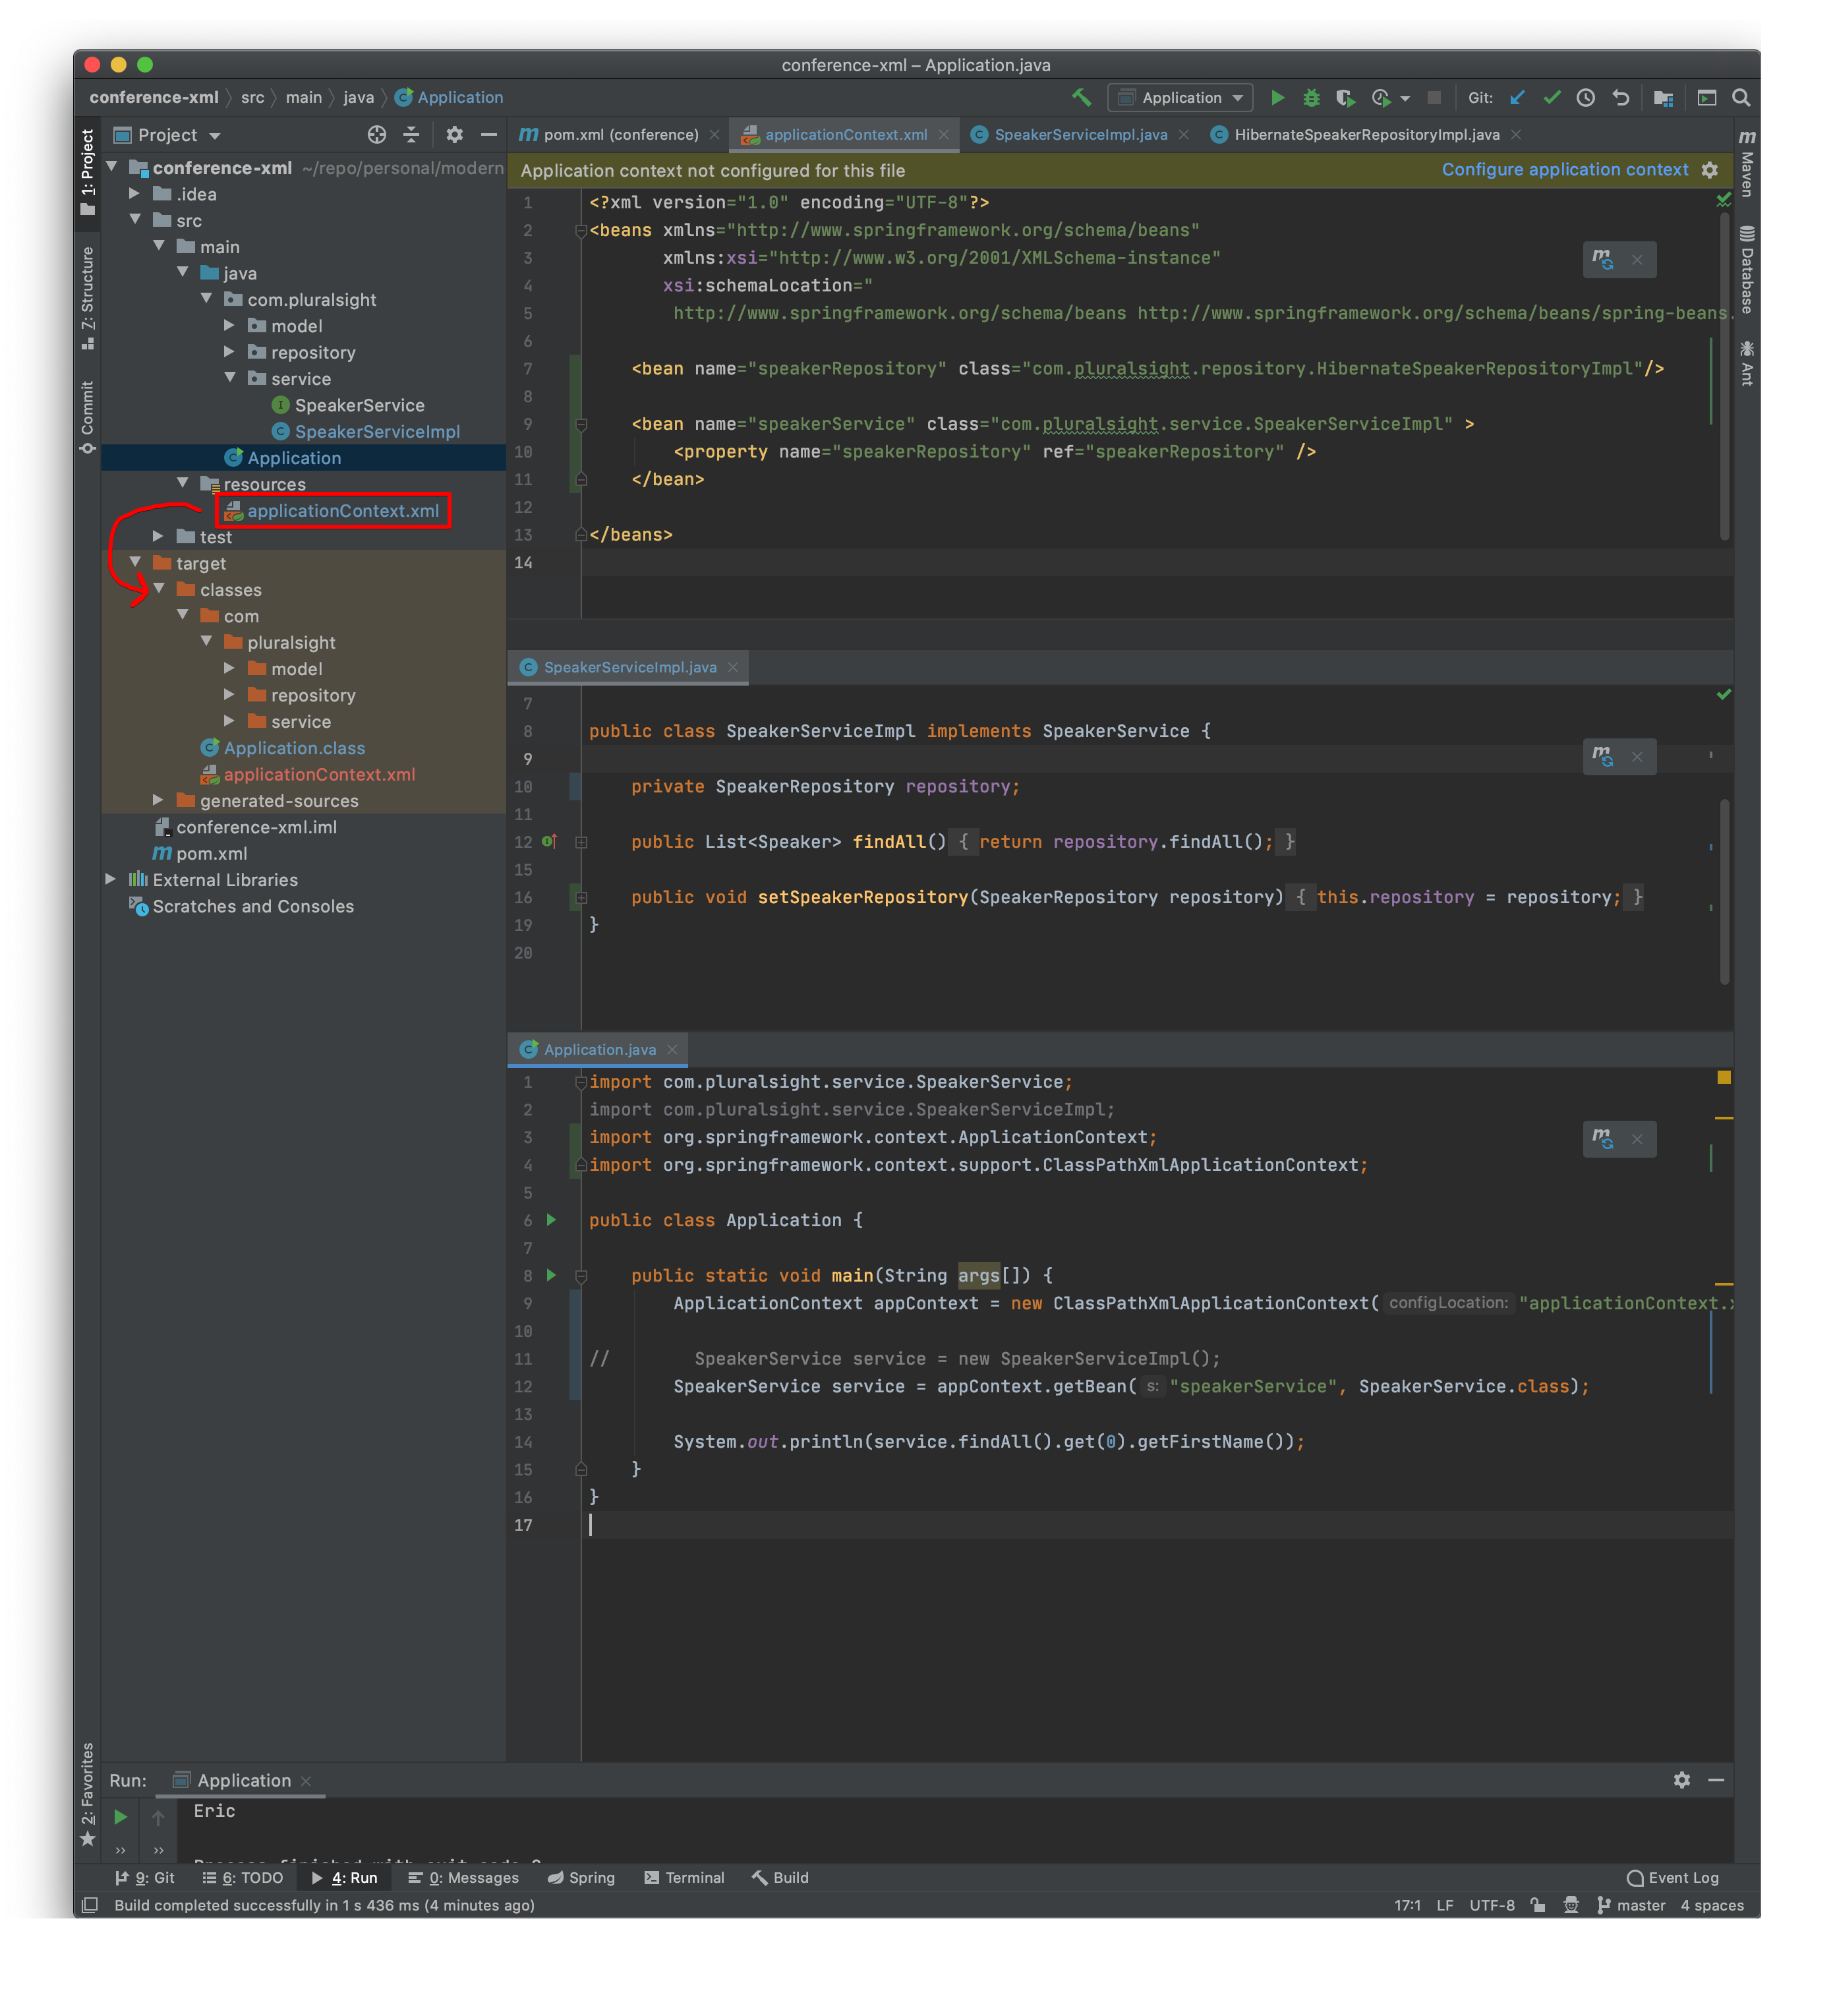 conference-xml – Application.java
conference-xml 〉 src 〉 main 〉 java 〉 Application
Application
Git:
Project
pom.xml (conference)
applicationContext.xml
SpeakerServiceImpl.java
HibernateSpeakerRepositoryImpl.java
1: Project
7: Structure
Commit
2: Favorites
Maven
Database
Ant
conference-xml ~/repo/personal/modern
.idea
src
main
java
com.pluralsight
model
repository
service
SpeakerService
SpeakerServiceImpl
Application
resources
applicationContext.xml
test
target
classes
com
pluralsight
model
repository
service
Application.class
applicationContext.xml
generated-sources
conference-xml.iml
pom.xml
External Libraries
Scratches and Consoles
Application context not configured for this file
Configure application context
1 <?xml version="1.0" encoding="UTF-8"?>
2 <beans xmlns="http://www.springframework.org/schema/beans"
3 xmlns:xsi="http://www.w3.org/2001/XMLSchema-instance"
4 xsi:schemaLocation="
5 http://www.springframework.org/schema/beans http://www.springframework.org/schema/beans/spring-beans.
6
7 <bean name="speakerRepository" class="com.pluralsight.repository.HibernateSpeakerRepositoryImpl"/>
8
9 <bean name="speakerService" class="com.pluralsight.service.SpeakerServiceImpl" >
10 <property name="speakerRepository" ref="speakerRepository" />
11 </bean>
12
13 </beans>
14
SpeakerServiceImpl.java
7
8 public class SpeakerServiceImpl implements SpeakerService {
9
10 private SpeakerRepository repository;
11
12 public List<Speaker> findAll() { return repository.findAll(); }
15
16 public void setSpeakerRepository(SpeakerRepository repository) { this.repository = repository; }
19 }
20
Application.java
1 import com.pluralsight.service.SpeakerService;
2 import com.pluralsight.service.SpeakerServiceImpl;
3 import org.springframework.context.ApplicationContext;
4 import org.springframework.context.support.ClassPathXmlApplicationContext;
5
6 public class Application {
7
8 public static void main(String args[]) {
9 ApplicationContext appContext = new ClassPathXmlApplicationContext( configLocation: "applicationContext.x
10
11 // SpeakerService service = new SpeakerServiceImpl();
12 SpeakerService service = appContext.getBean( s: "speakerService", SpeakerService.class);
13
14 System.out.println(service.findAll().get(0).getFirstName());
15 }
16 }
17
Run: Application
Eric
9: Git
6: TODO
4: Run
0: Messages
Spring
Terminal
Build
Event Log
Build completed successfully in 1 s 436 ms (4 minutes ago)
17:1 LF UTF-8 master 4 spaces